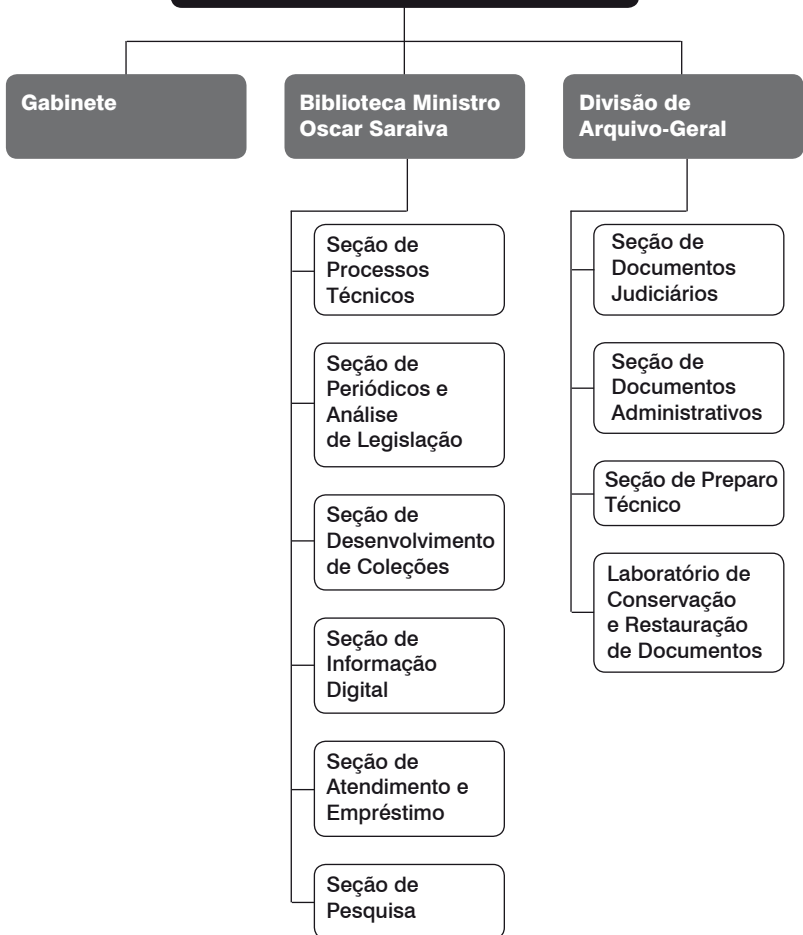 Gabinete
Biblioteca Ministro
Oscar Saraiva
Divisão de
Arquivo-Geral
Seção de
Processos
Técnicos
Seção de
Periódicos e
Análise
de Legislação
Seção de
Desenvolvimento
de Coleções
Seção de
Informação
Digital
Seção de
Atendimento e
Empréstimo
Seção de
Pesquisa
Seção de
Documentos
Judiciários
Seção de
Documentos
Administrativos
Seção de Preparo
Técnico
Laboratório de
Conservação
e Restauração
de Documentos